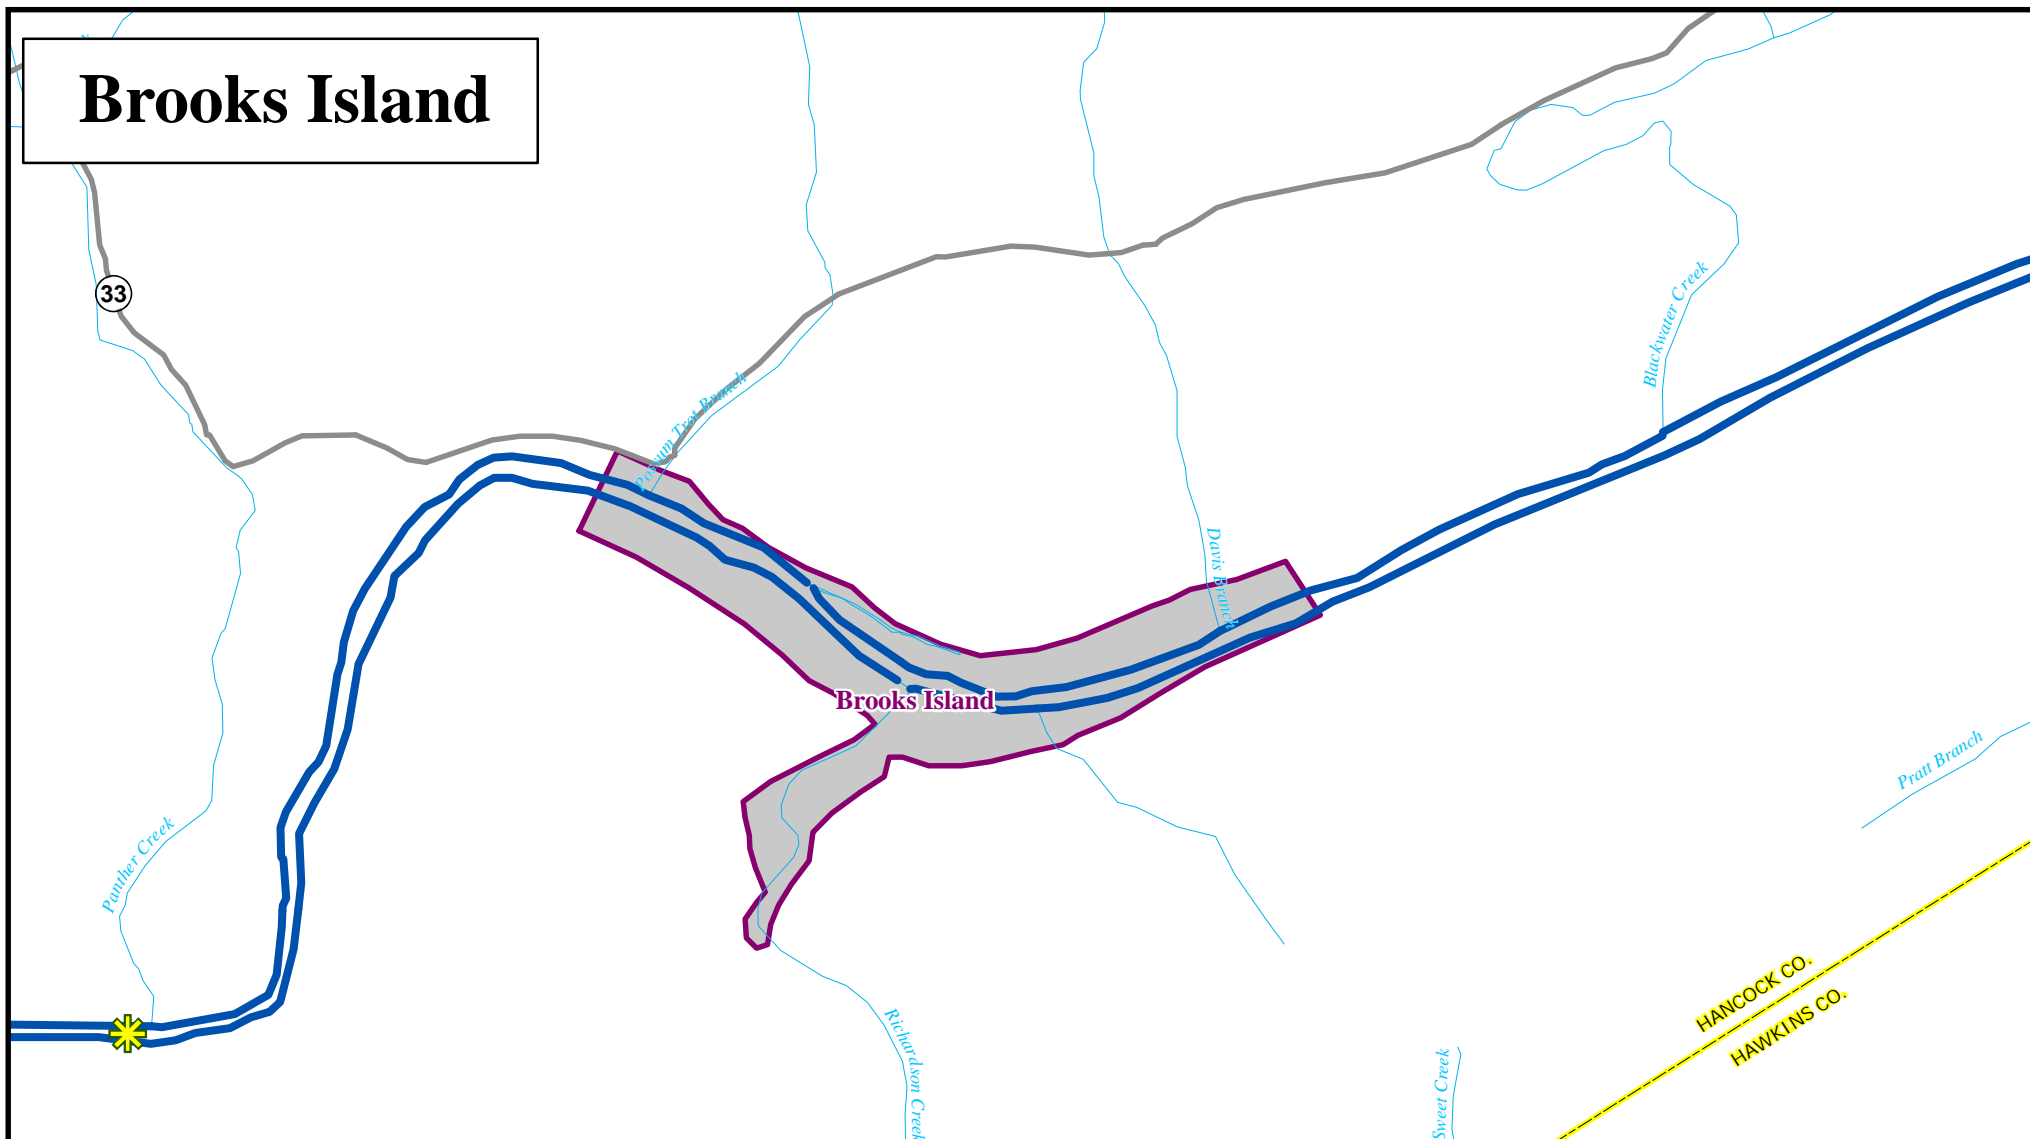 Brooks Island
33
Possum Trot Branch
Blackwater Creek
Davis Branch
Brooks Island
Pratt Branch
Panther Creek
HANCOCK CO.
HAWKINS CO.
Richardson Creek
Sweet Creek